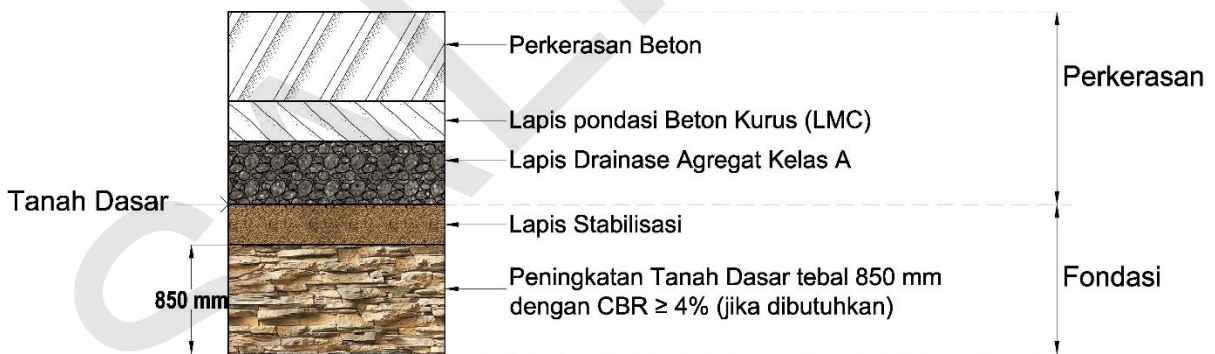 Perkerasan Beton
Perkerasan
Lapis pondasi Beton Kurus (LMC)
Lapis Drainase Agregat Kelas A
Tanah Dasar
Lapis Stabilisasi
850 mm
Peningkatan Tanah Dasar tebal 850 mm
dengan CBR ≥ 4% (jika dibutuhkan)
Fondasi